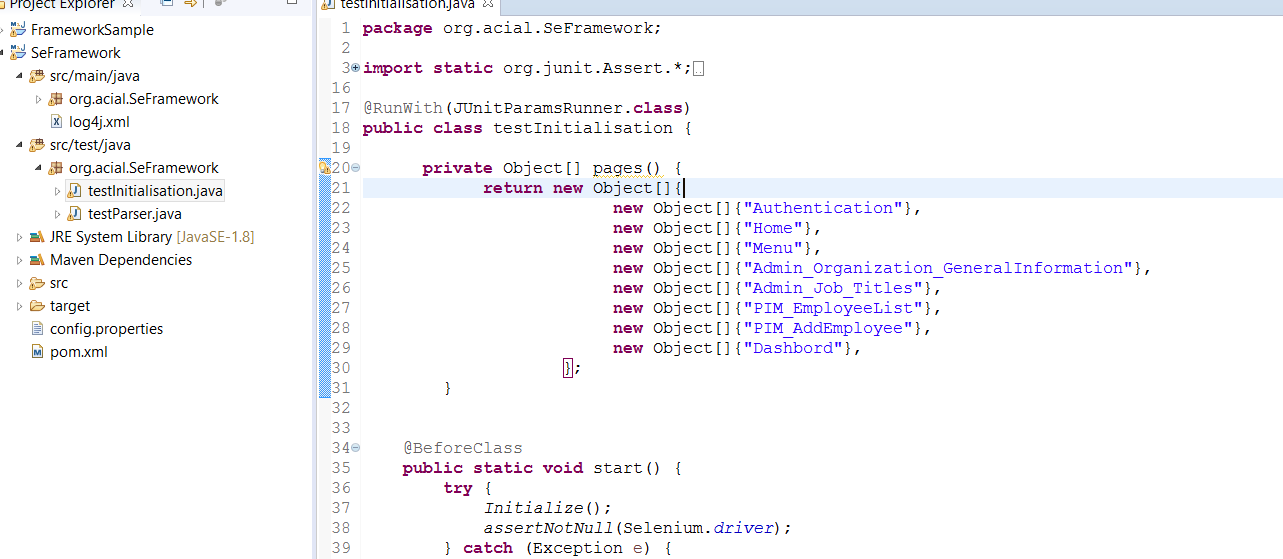 Project Explorer
FrameworkSample
SeFramework
src/main/java
org.acial.SeFramework
log4j.xml
src/test/java
org.acial.SeFramework
testInitialisation.java
testParser.java
JRE System Library [JavaSE-1.8]
Maven Dependencies
src
target
config.properties
pom.xml
testInitialisation.java
1 package org.acial.SeFramework;
2
3 import static org.junit.Assert.*;
16
17 @RunWith(JUnitParamsRunner.class)
18 public class testInitialisation {
19
20 private Object[] pages() {
21 return new Object[]{
22 new Object[]{"Authentication"},
23 new Object[]{"Home"},
24 new Object[]{"Menu"},
25 new Object[]{"Admin_Organization_GeneralInformation"},
26 new Object[]{"Admin_Job_Titles"},
27 new Object[]{"PIM_EmployeeList"},
28 new Object[]{"PIM_AddEmployee"},
29 new Object[]{"Dashbord"},
30 };
31 }
32
33
34 @BeforeClass
35 public static void start() {
36 try {
37 Initialize();
38 assertNotNull(Selenium.driver);
39 } catch (Exception e) {